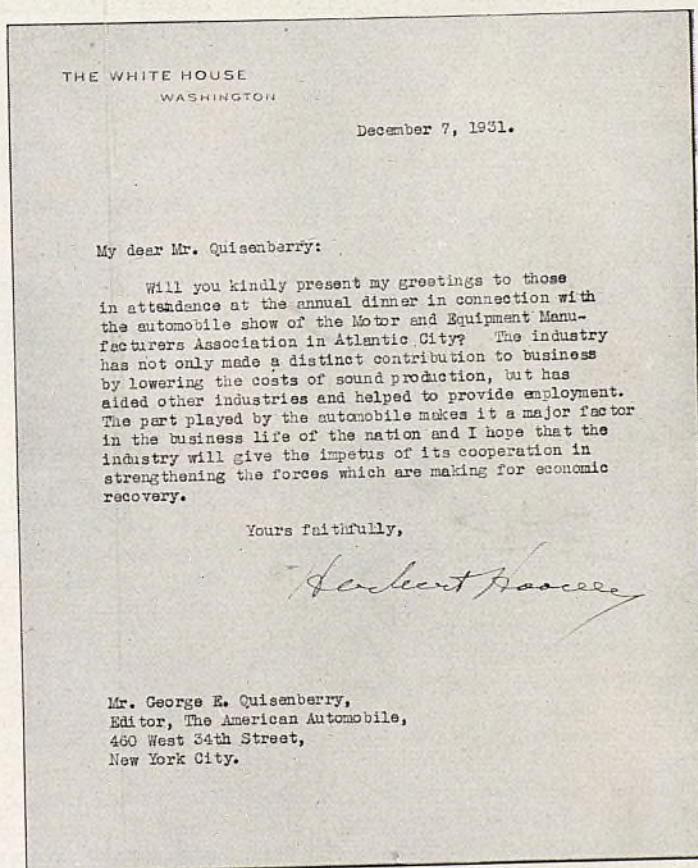 THE WHITE HOUSE
WASHINGTON
December 7, 1931.
My dear Mr. Quisenbarry:
Will you kindly present my greetings to those
in attendance at the annual dinner in connection with
the automobile show of the Motor and Equipment Manu-
facturers Association in Atlantic City? The industry
has not only made a distinct contribution to business
by lowering the costs of sound production, but has
aided other industries and helped to provide employment.
The part played by the automobile makes it a major factor
in the business life of the nation and I hope that the
industry will give the impetus of its cooperation in
strengthening the forces which are making for economic
recovery.
Yours faithfully,
Herbert Hoover
Mr. George E. Quisenberry,
Editor, The American Automobile,
460 West 34th Street,
New York City.